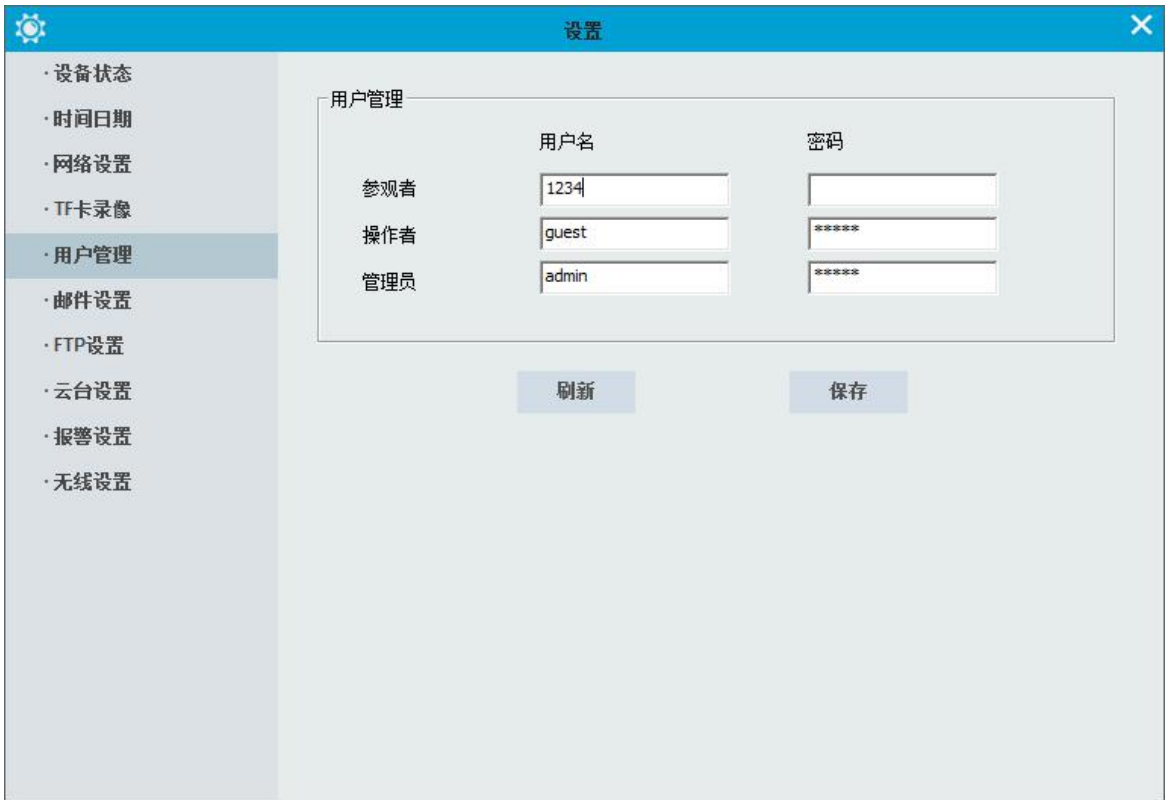 设置
·设备状态
·时间日期
·网络设置
·TF卡录像
·用户管理
·邮件设置
·FTP设置
·云台设置
·报警设置
·无线设置
用户管理
用户名 密码
参观者 1234
操作者 guest *****
管理员 admin *****
刷新 保存